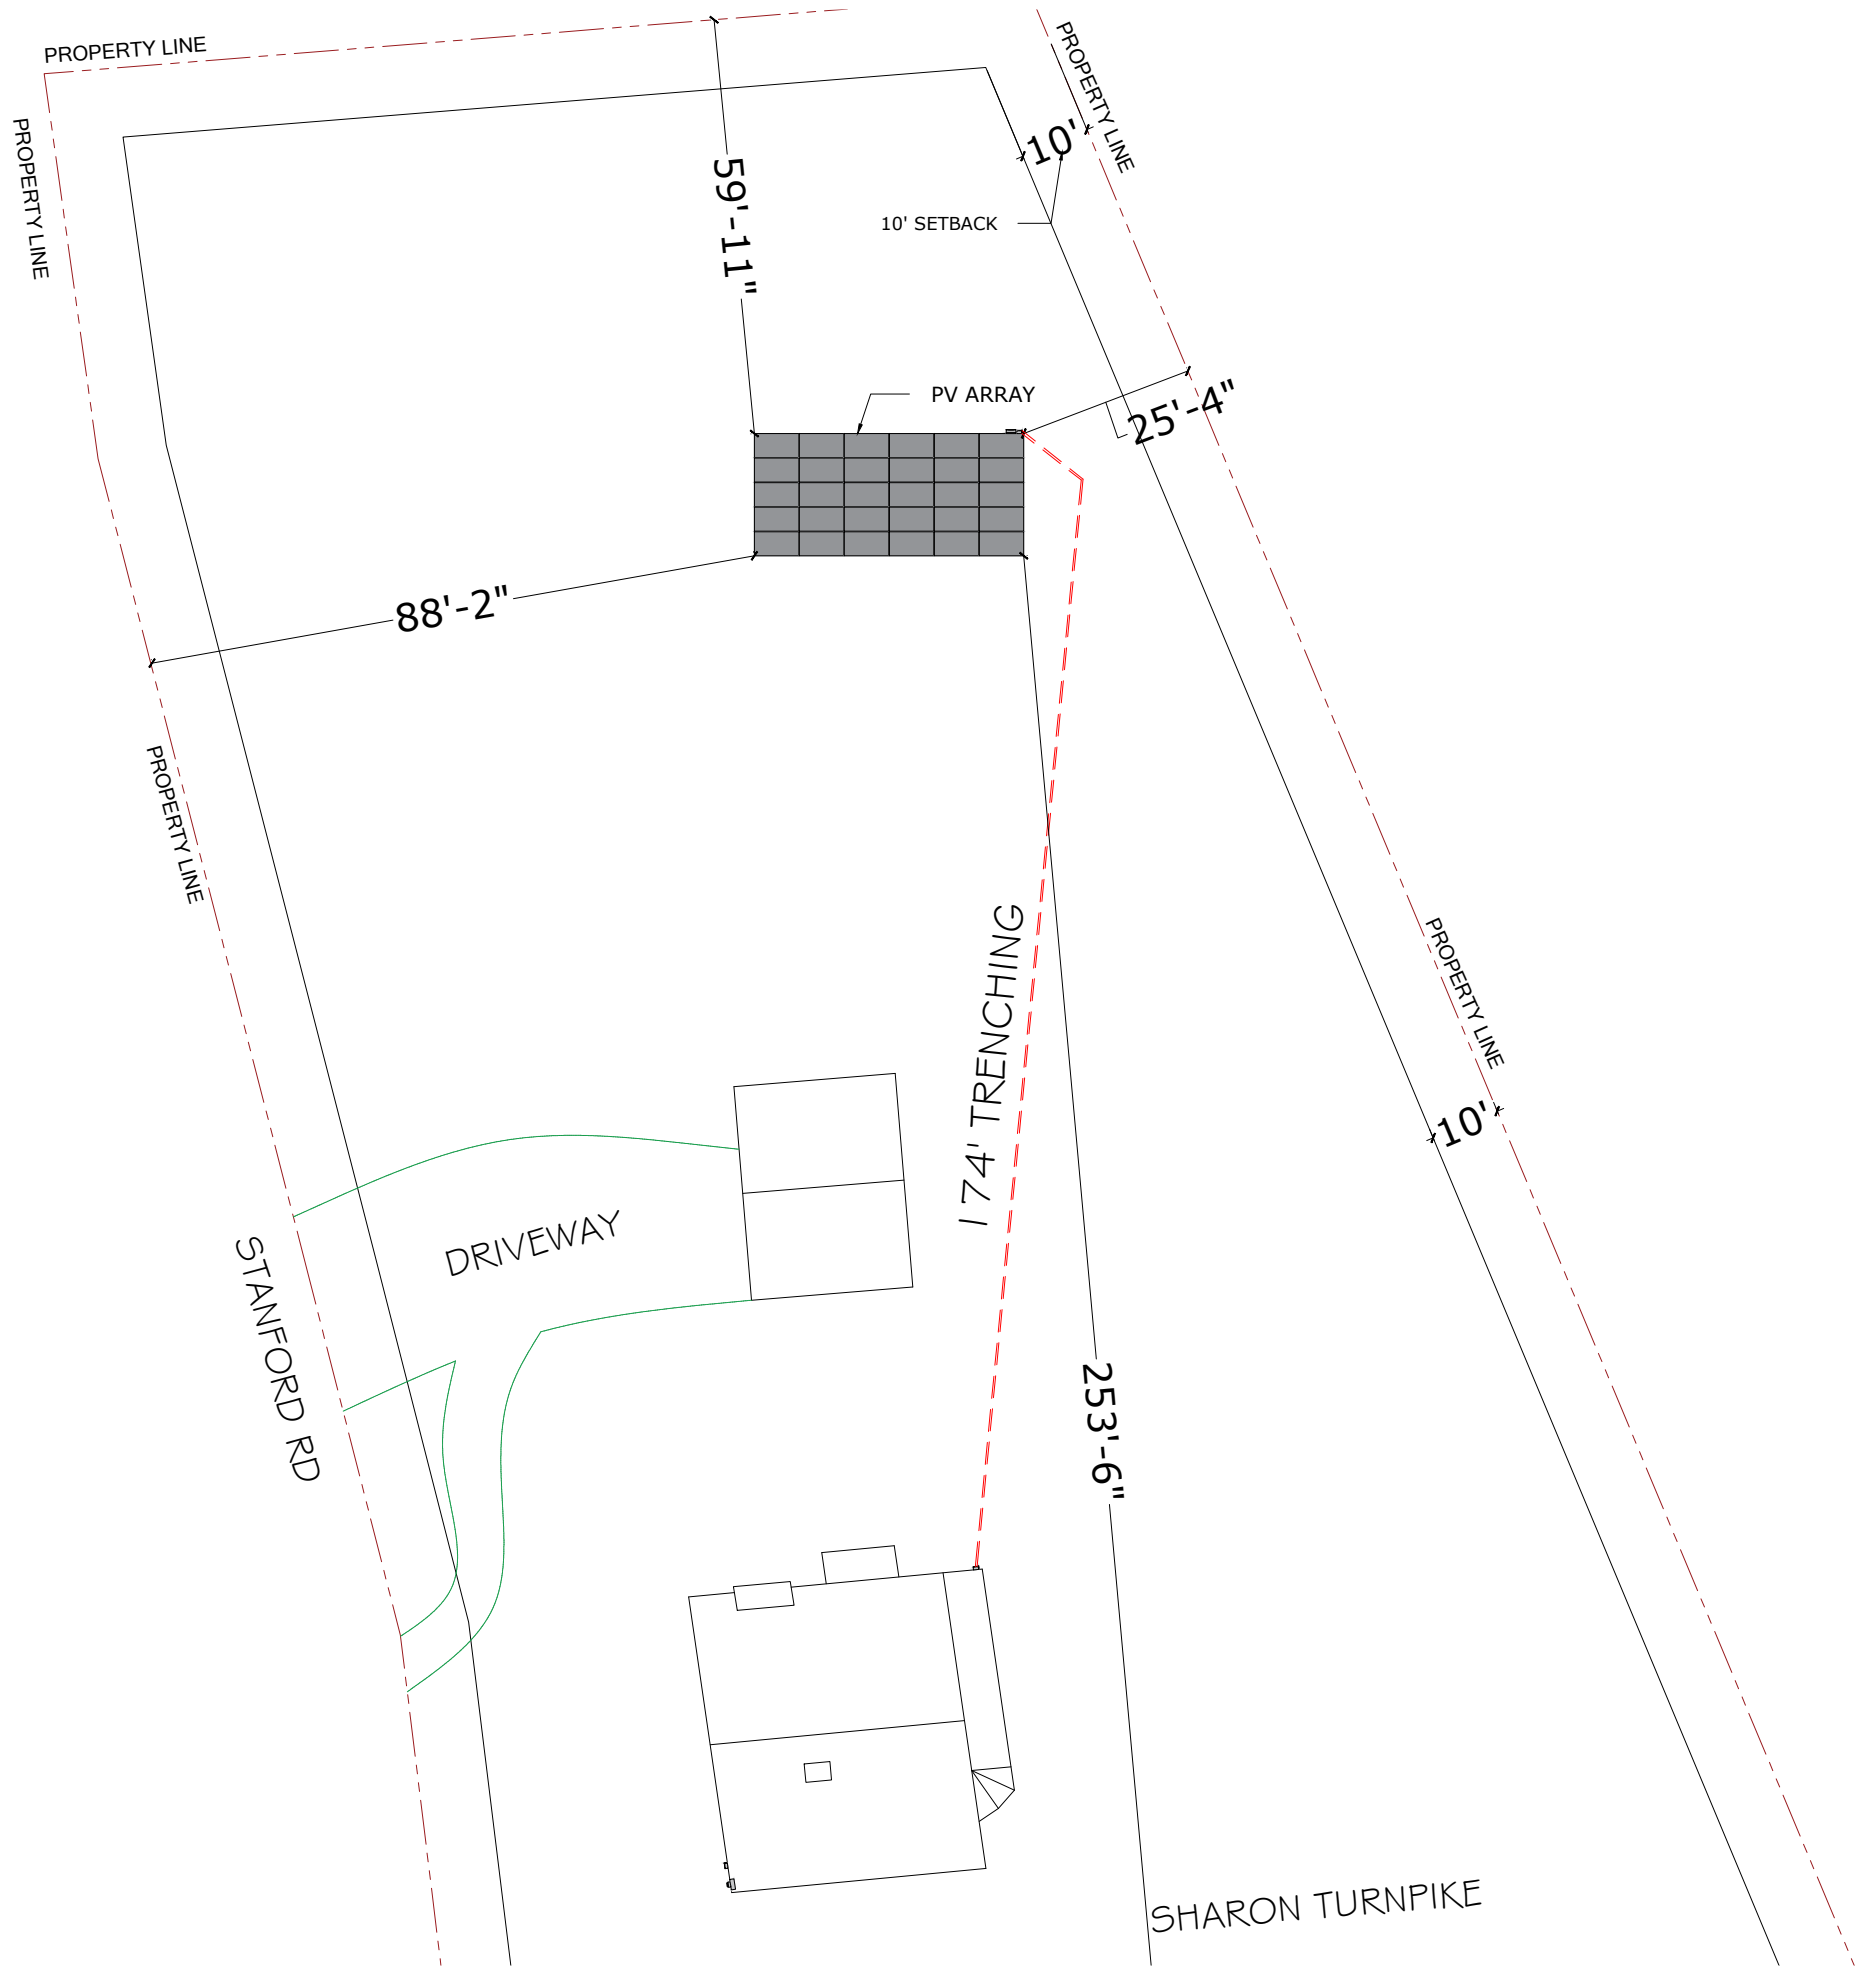 PROPERTY LINE
PROPERTY LINE
PROPERTY LINE
10'
59'-11"
10' SETBACK
PV ARRAY
25'-4"
88'-2"
PROPERTY LINE
174' TRENCHING
PROPERTY LINE
10'
DRIVEWAY
STANFORD RD
253'-6"
SHARON TURNPIKE